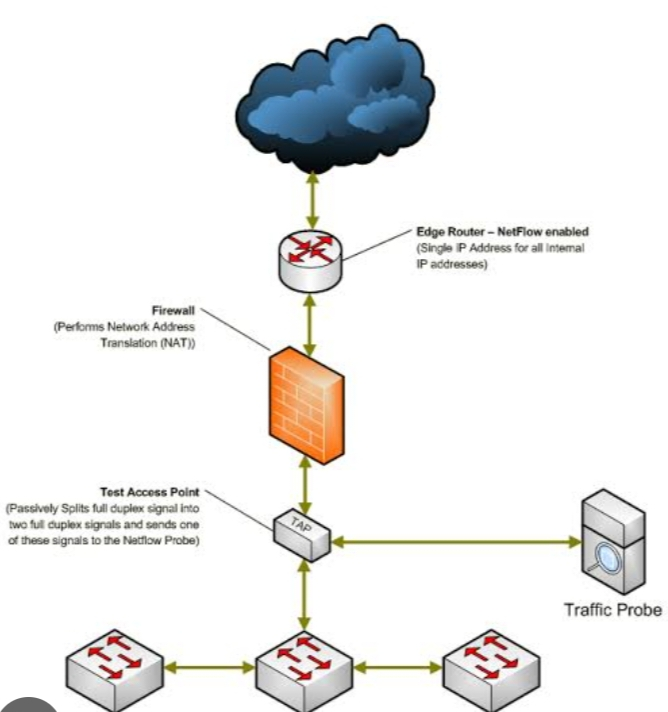 Edge Router – NetFlow enabled
(Single IP Address for all Internal
IP addresses)
Firewall
(Performs Network Address
Translation (NAT))
Test Access Point
(Passively Splits full duplex signal into
two full duplex signals and sends one
of these signals to the Netflow Probe)
TAP
Traffic Probe